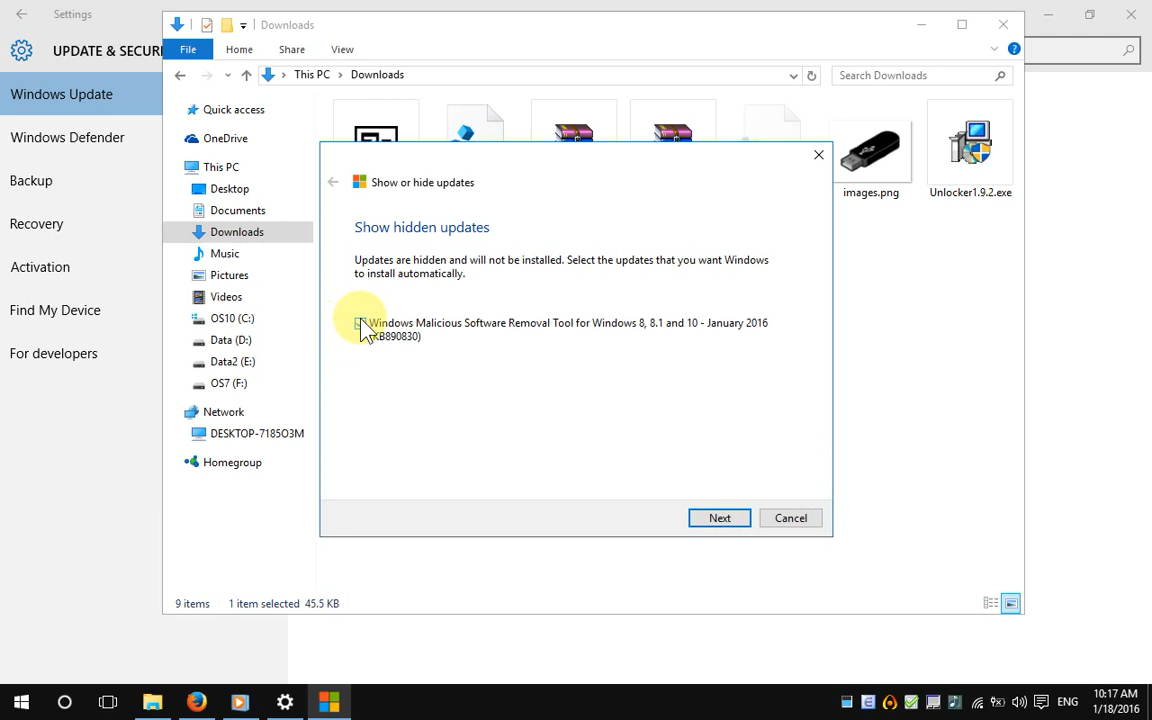 Settings
Downloads
UPDATE & SECURI
File
Home
Share
View
This PC
Downloads
Search Downloads
Windows Update
Windows Defender
Backup
Recovery
Activation
Find My Device
For developers
Quick access
OneDrive
This PC
Desktop
Documents
Downloads
Music
Pictures
Videos
OS10 (C:)
Data (D:)
Data2 (E:)
OS7 (F:)
Network
DESKTOP-7185O3M
Homegroup
images.png
Unlocker1.9.2.exe
Show or hide updates
Show hidden updates
Updates are hidden and will not be installed. Select the updates that you want Windows
to install automatically.
Windows Malicious Software Removal Tool for Windows 8, 8.1 and 10 - January 2016
KB890830)
Next
Cancel
9 items
1 item selected 45.5 KB
ENG
10:17 AM
1/18/2016